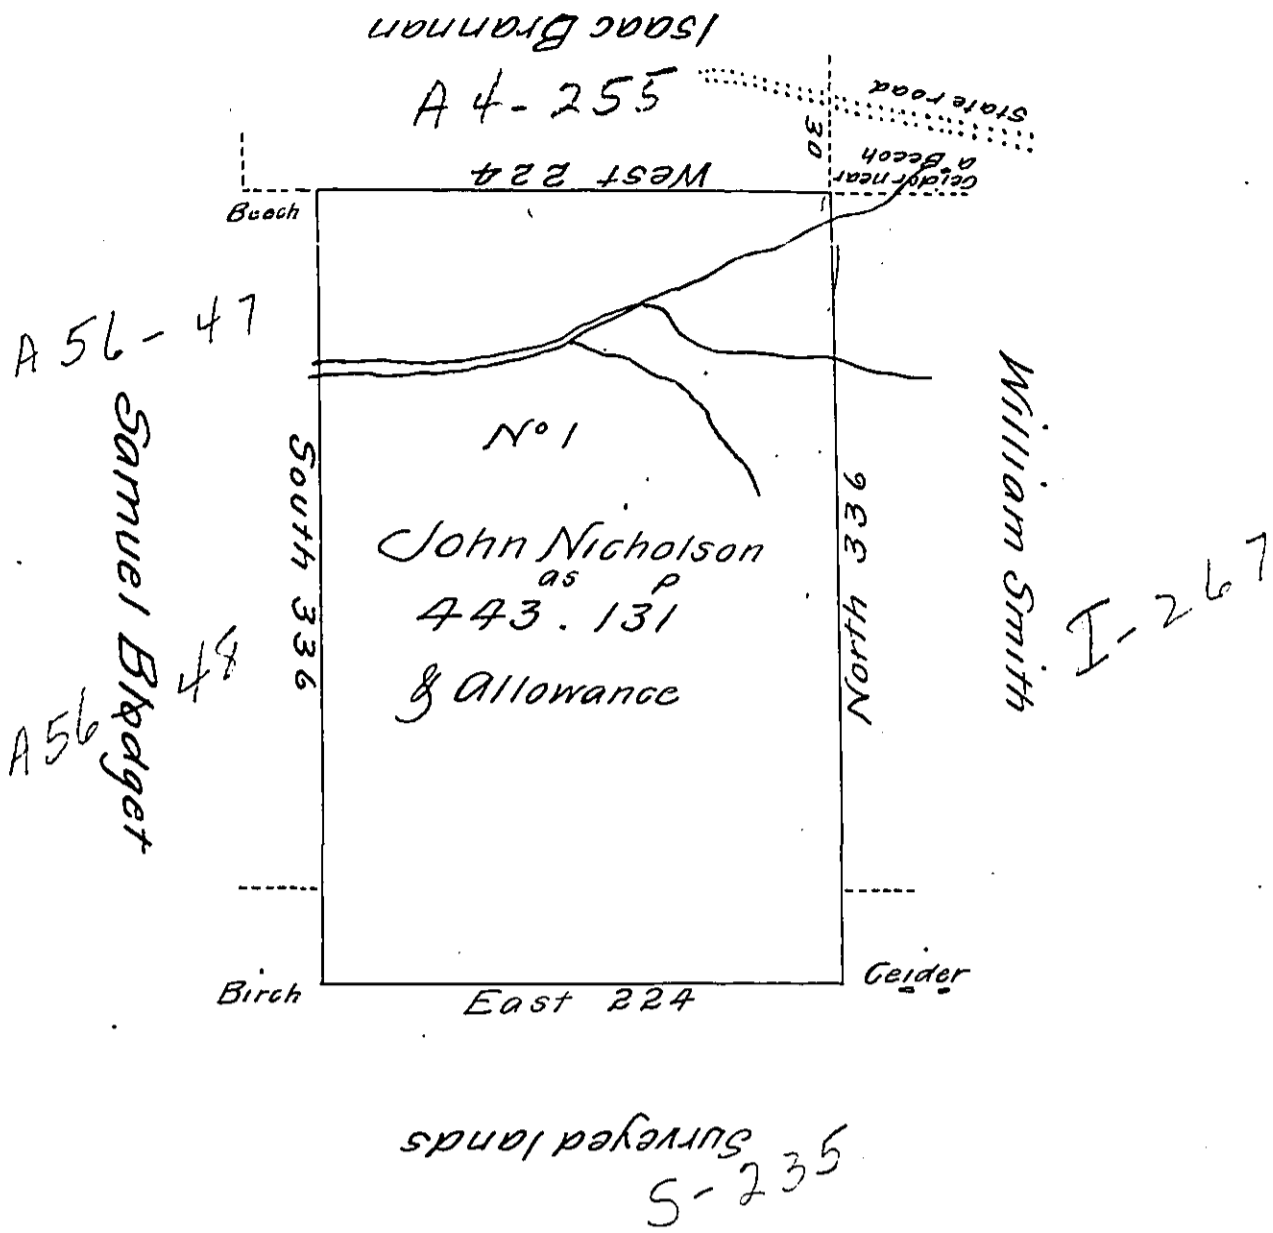 Isaac Brannan
A 4 - 255
State road
30
West 224
Ceider near
a Beech
Beech
A 56 - 47
Samuel Blodget
South 336
No 1
John Nicholson
as p
443 . 131
& Allowance
North 336
William Smith
I - 267
A 56 48
Birch
East 224
Ceider
Surveyed lands
S - 235